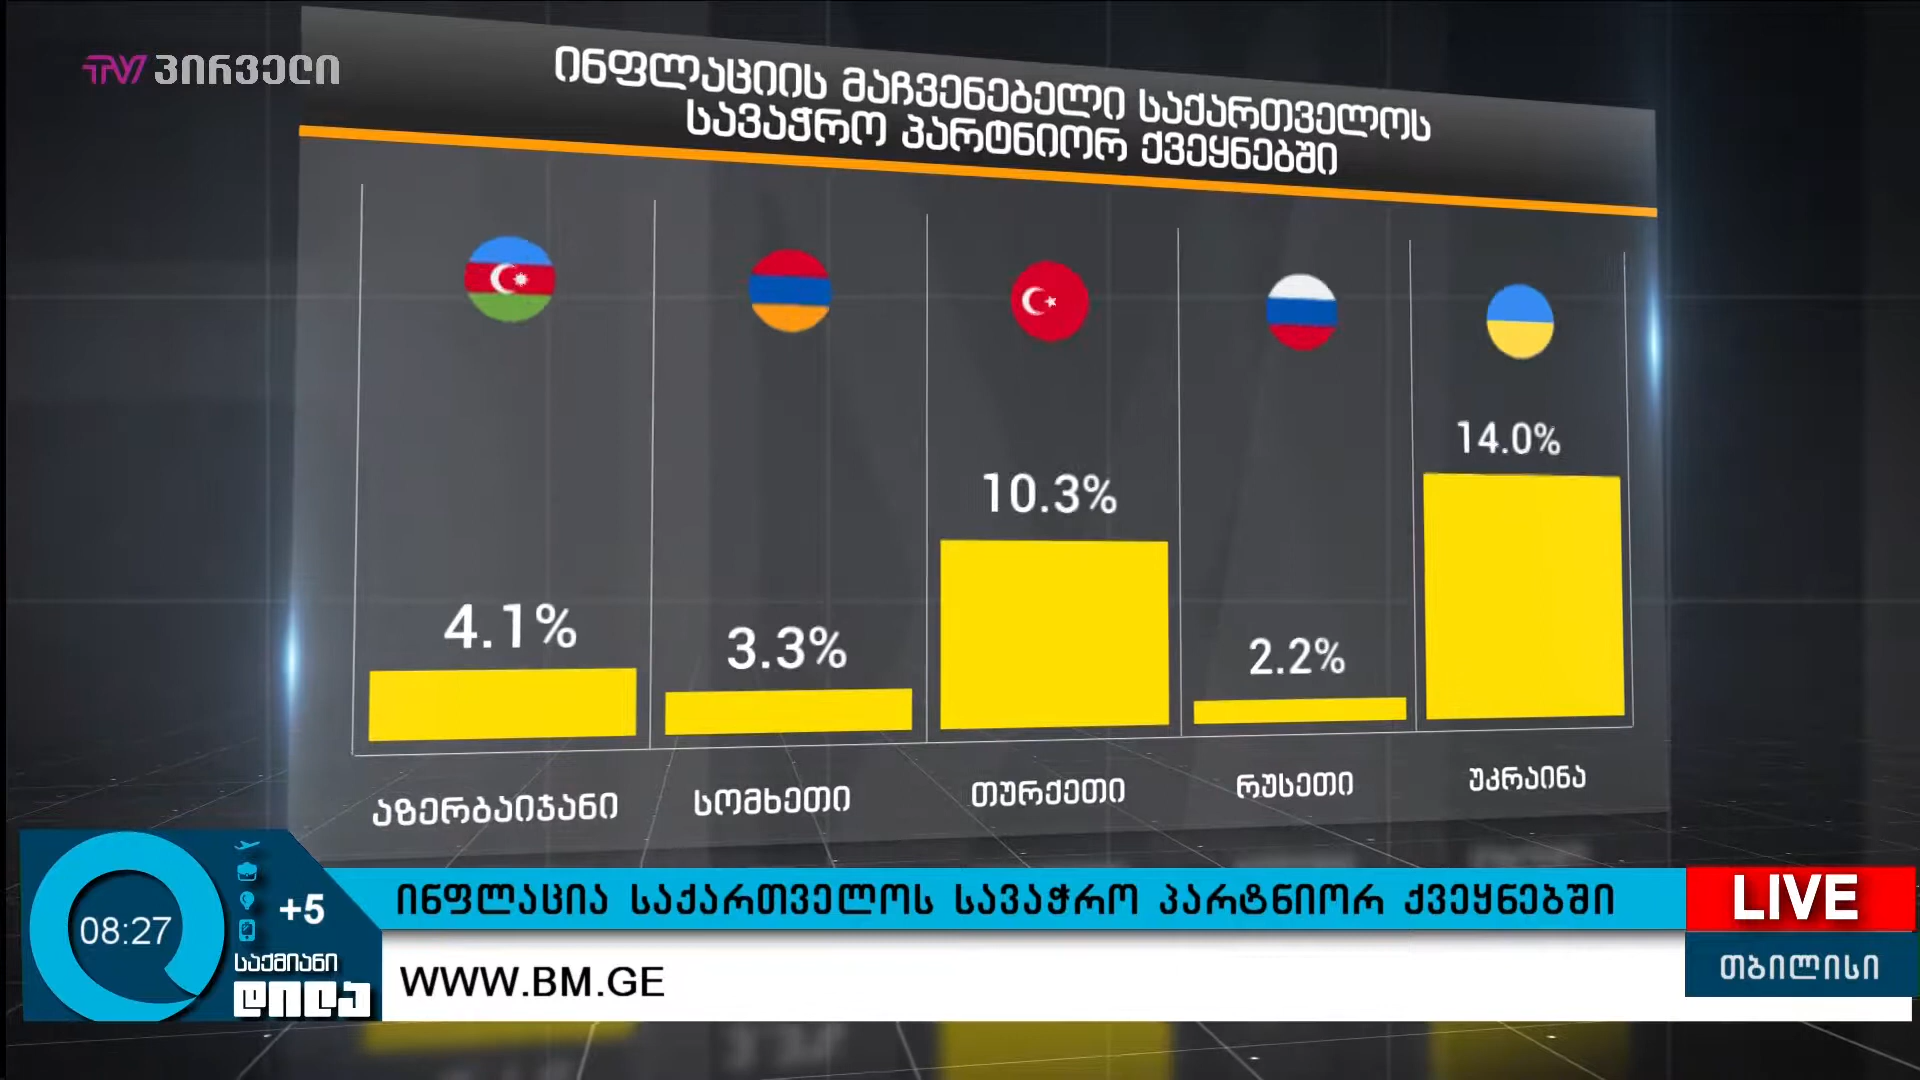 TV ᲞᲘᲠᲕᲔᲚᲘ
ᲘᲜᲤᲚᲐᲪᲘᲘᲡ ᲛᲐᲩᲕᲔᲜᲔᲑᲔᲚᲘ ᲡᲐᲥᲐᲠᲗᲕᲔᲚᲝᲡ
ᲡᲐᲕᲐᲭᲠᲝ ᲞᲐᲠᲢᲜᲘᲝᲠ ᲥᲕᲔᲧᲜᲔᲑᲨᲘ
4.1%
3.3%
10.3%
2.2%
14.0%
ᲐᲖᲔᲠᲑᲐᲘᲯᲐᲜᲘ
ᲡᲝᲛᲮᲔᲗᲘ
ᲗᲣᲠᲥᲔᲗᲘ
ᲠᲣᲡᲔᲗᲘ
ᲣᲙᲠᲐᲘᲜᲐ
08:27
+5
ᲡᲐᲥᲛᲘᲐᲜᲘ
ᲓᲘᲚᲐ
ᲘᲜᲤᲚᲐᲪᲘᲐ ᲡᲐᲥᲐᲠᲗᲕᲔᲚᲝᲡ ᲡᲐᲕᲐᲭᲠᲝ ᲞᲐᲠᲢᲜᲘᲝᲠ ᲥᲕᲔᲧᲜᲔᲑᲨᲘ
WWW.BM.GE
LIVE
ᲗᲑᲘᲚᲘᲡᲘ